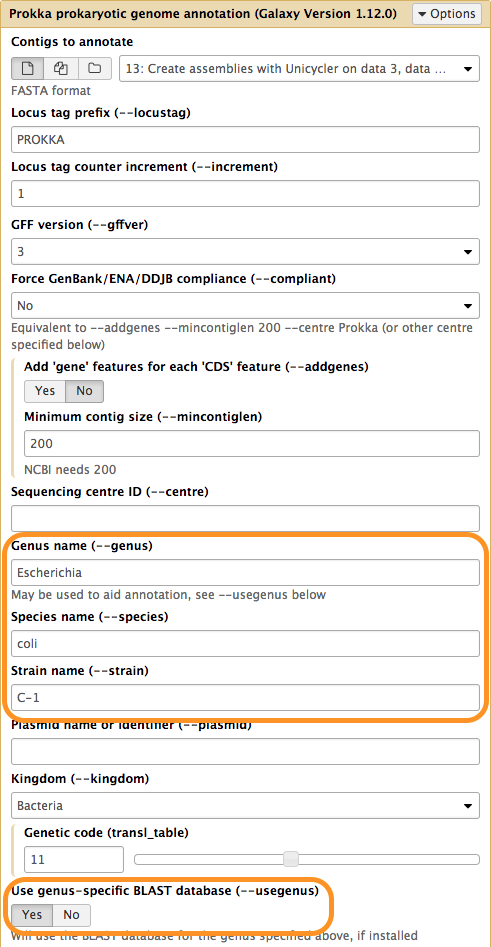 Prokka prokaryotic genome annotation (Galaxy Version 1.12.0)
Options
Contigs to annotate
13: Create assemblies with Unicycler on data 3, data ...
FASTA format
Locus tag prefix (--locustag)
PROKKA
Locus tag counter increment (--increment)
1
GFF version (--gffver)
3
Force GenBank/ENA/DDJB compliance (--compliant)
No
Equivalent to --addgenes --mincontiglen 200 --centre Prokka (or other centre
specified below)
Add 'gene' features for each 'CDS' feature (--addgenes)
Yes No
Minimum contig size (--mincontiglen)
200
NCBI needs 200
Sequencing centre ID (--centre)
Genus name (--genus)
Escherichia
May be used to aid annotation, see --usegenus below
Species name (--species)
coli
Strain name (--strain)
C-1
Plasmid name or identifier (--plasmid)
Kingdom (--kingdom)
Bacteria
Genetic code (transl_table)
11
Use genus-specific BLAST database (--usegenus)
Yes No
Will use the BLAST database for the genus specified above, if installed